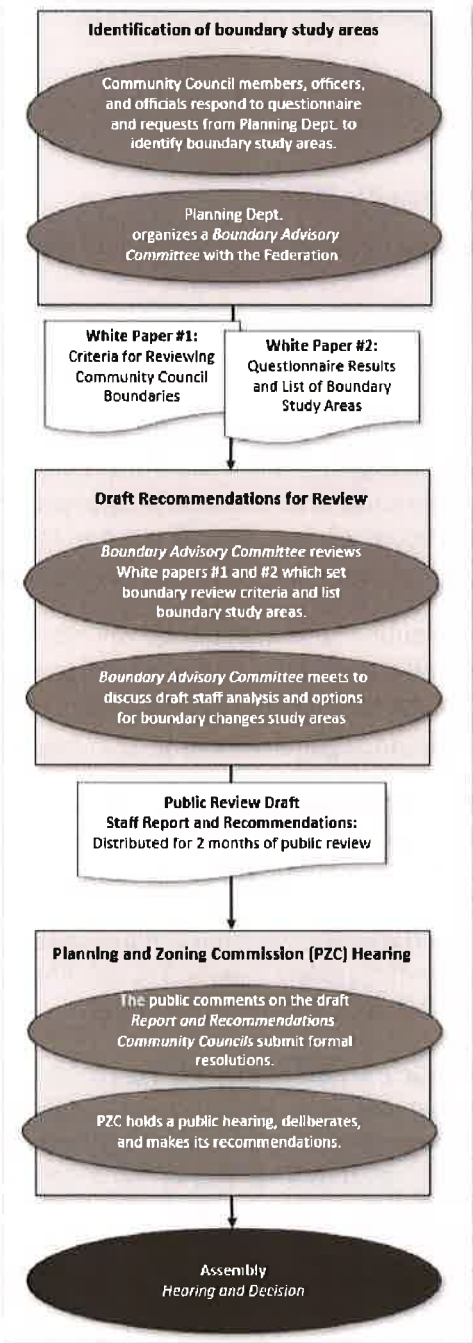 Identification of boundary study areas
Community Council members, officers,
and officials respond to questionnaire
and requests from Planning Dept. to
identify boundary study areas.
Planning Dept.
organizes a Boundary Advisory
Committee with the Federation
White Paper #1:
Criteria for Reviewing
Community Council
Boundaries
White Paper #2:
Questionnaire Results
and List of Boundary
Study Areas
Draft Recommendations for Review
Boundary Advisory Committee reviews
White papers #1 and #2 which set
boundary review criteria and list
boundary study areas.
Boundary Advisory Committee meets to
discuss draft staff analysis and options
for boundary changes study areas
Public Review Draft
Staff Report and Recommendations:
Distributed for 2 months of public review
Planning and Zoning Commission (PZC) Hearing
The public comments on the draft
Report and Recommendations
Community Councils submit formal
resolutions.
PZC holds a public hearing, deliberates,
and makes its recommendations.
Assembly
Hearing and Decision